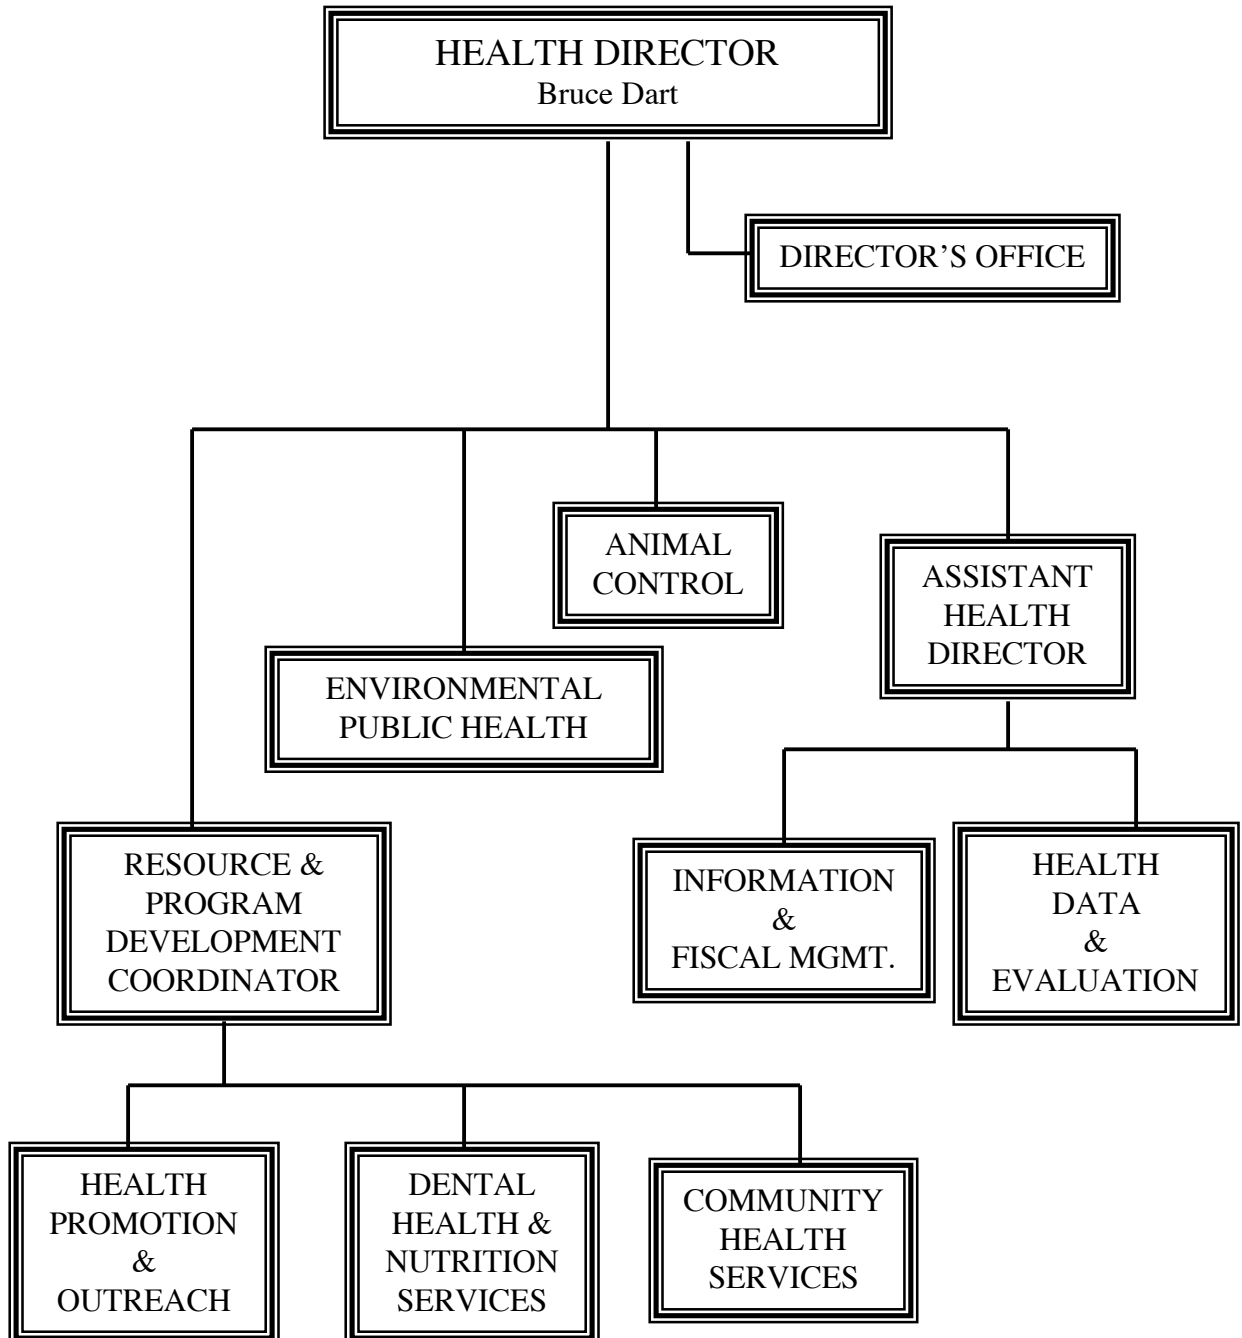 HEALTH DIRECTOR
Bruce Dart
DIRECTOR’S OFFICE
ANIMAL
CONTROL
ASSISTANT
HEALTH
DIRECTOR
ENVIRONMENTAL
PUBLIC HEALTH
RESOURCE &
PROGRAM
DEVELOPMENT
COORDINATOR
INFORMATION
&
FISCAL MGMT.
HEALTH
DATA
&
EVALUATION
HEALTH
PROMOTION
&
OUTREACH
DENTAL
HEALTH &
NUTRITION
SERVICES
COMMUNITY
HEALTH
SERVICES